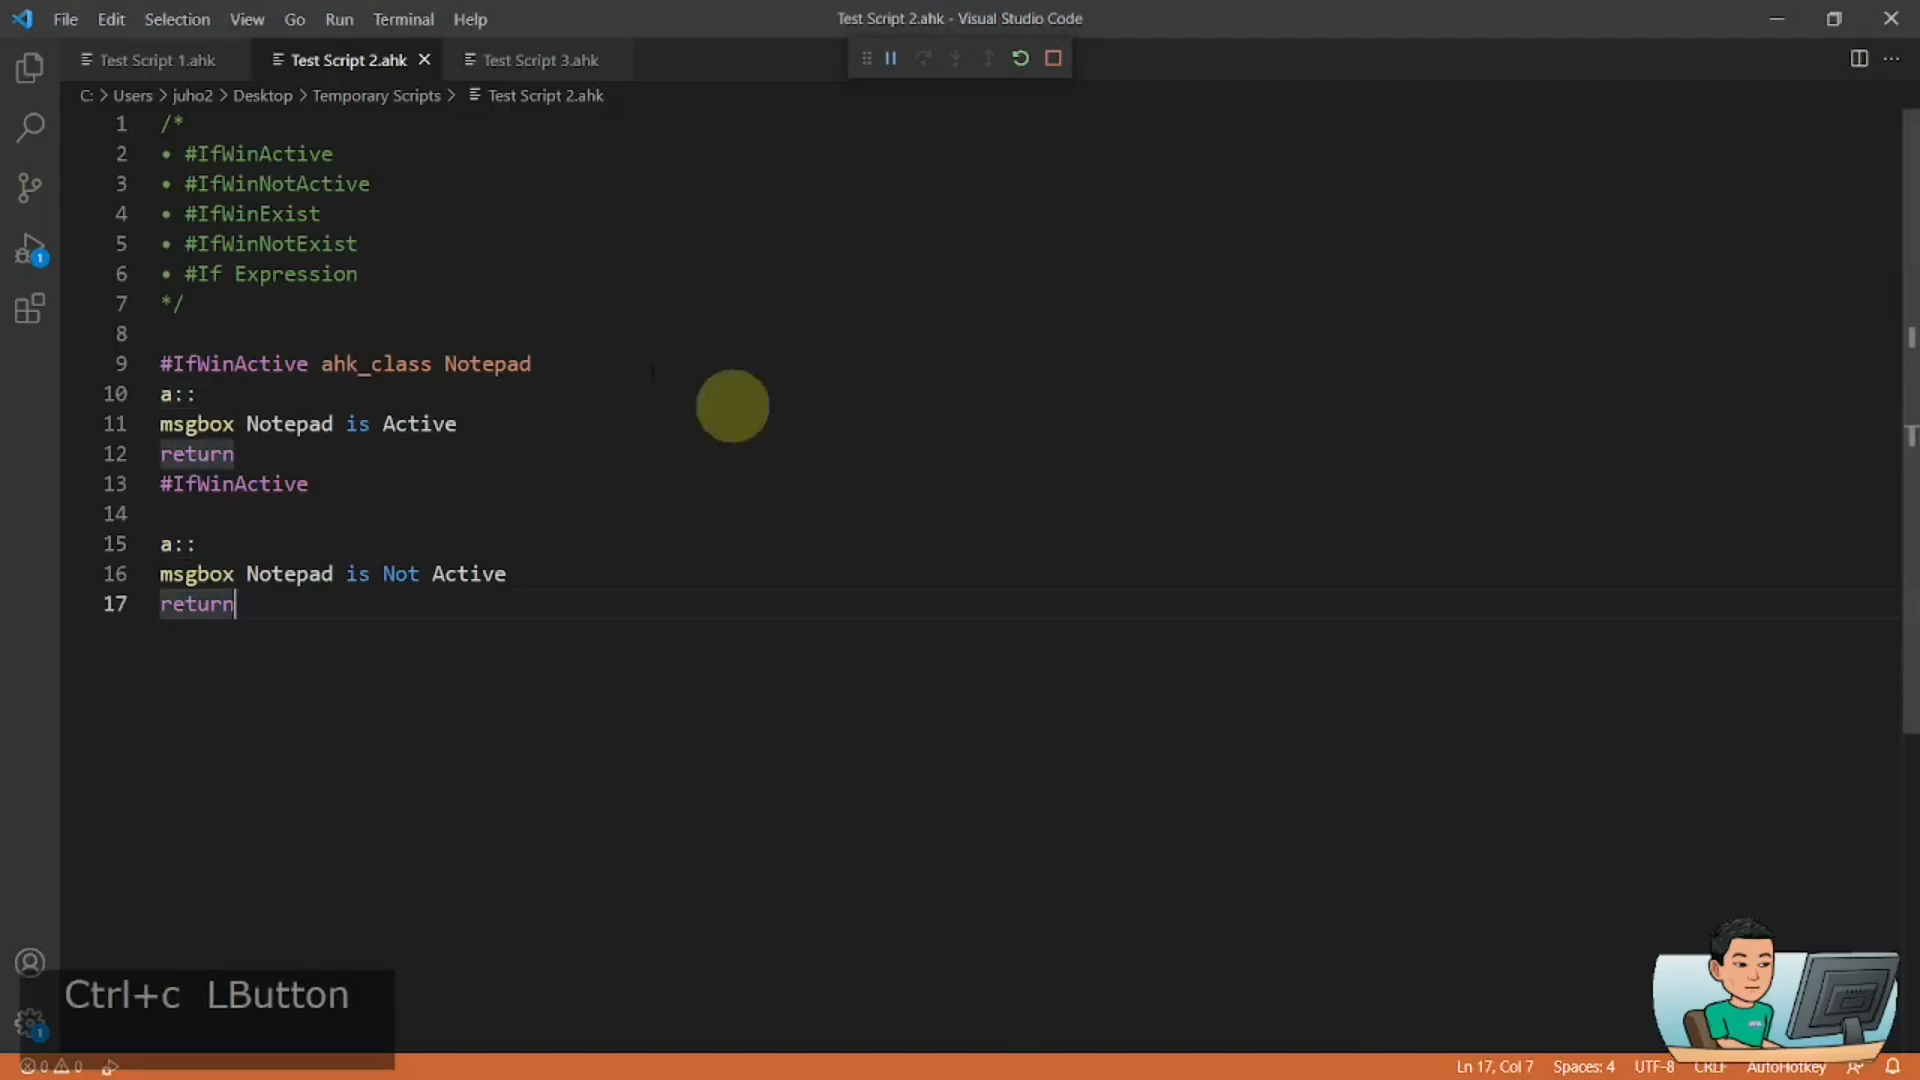 File Edit Selection View Go Run Terminal Help
Test Script 2.ahk - Visual Studio Code
Test Script 1.ahk
Test Script 2.ahk
Test Script 3.ahk
C: > Users > juho2 > Desktop > Temporary Scripts > Test Script 2.ahk
1 /*
2 • #IfWinActive
3 • #IfWinNotActive
4 • #IfWinExist
5 • #IfWinNotExist
6 • #If Expression
7 */
8
9 #IfWinActive ahk_class Notepad
10 a::
11 msgbox Notepad is Active
12 return
13 #IfWinActive
14
15 a::
16 msgbox Notepad is Not Active
17 return
1
Ctrl+c LButton
1
0 0
Ln 17, Col 7 Spaces: 4 UTF-8 CRLF AutoHotkey